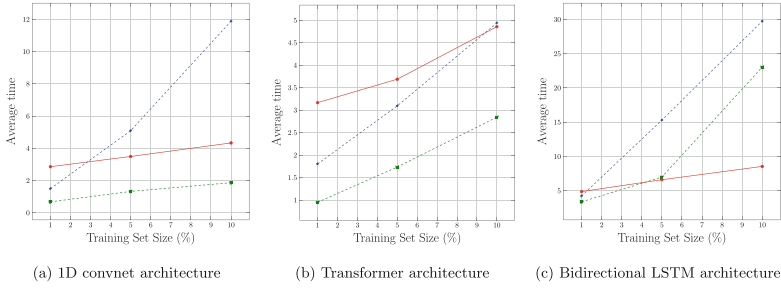 12
10
8
6
4
2
0
Average time
1 2 3 4 5 6 7 8 9 10
Training Set Size (%)
(a) 1D convnet architecture
5
4.5
4
3.5
3
2.5
2
1.5
1
Average time
1 2 3 4 5 6 7 8 9 10
Training Set Size (%)
(b) Transformer architecture
30
25
20
15
10
5
Average time
1 2 3 4 5 6 7 8 9 10
Training Set Size (%)
(c) Bidirectional LSTM architecture